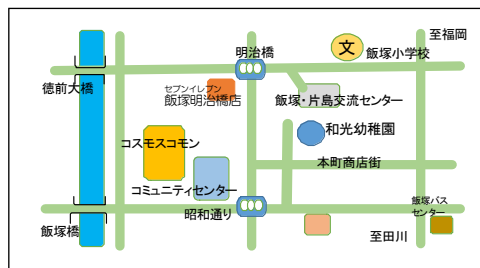 至福岡
明治橋
文
飯塚小学校
徳前大橋
セブンイレブン
飯塚明治橋店
飯塚・片島交流センター
和光幼稚園
コスモスコモン
本町商店街
コミュニティセンター
昭和通り
飯塚バス
センター
飯塚橋
至田川